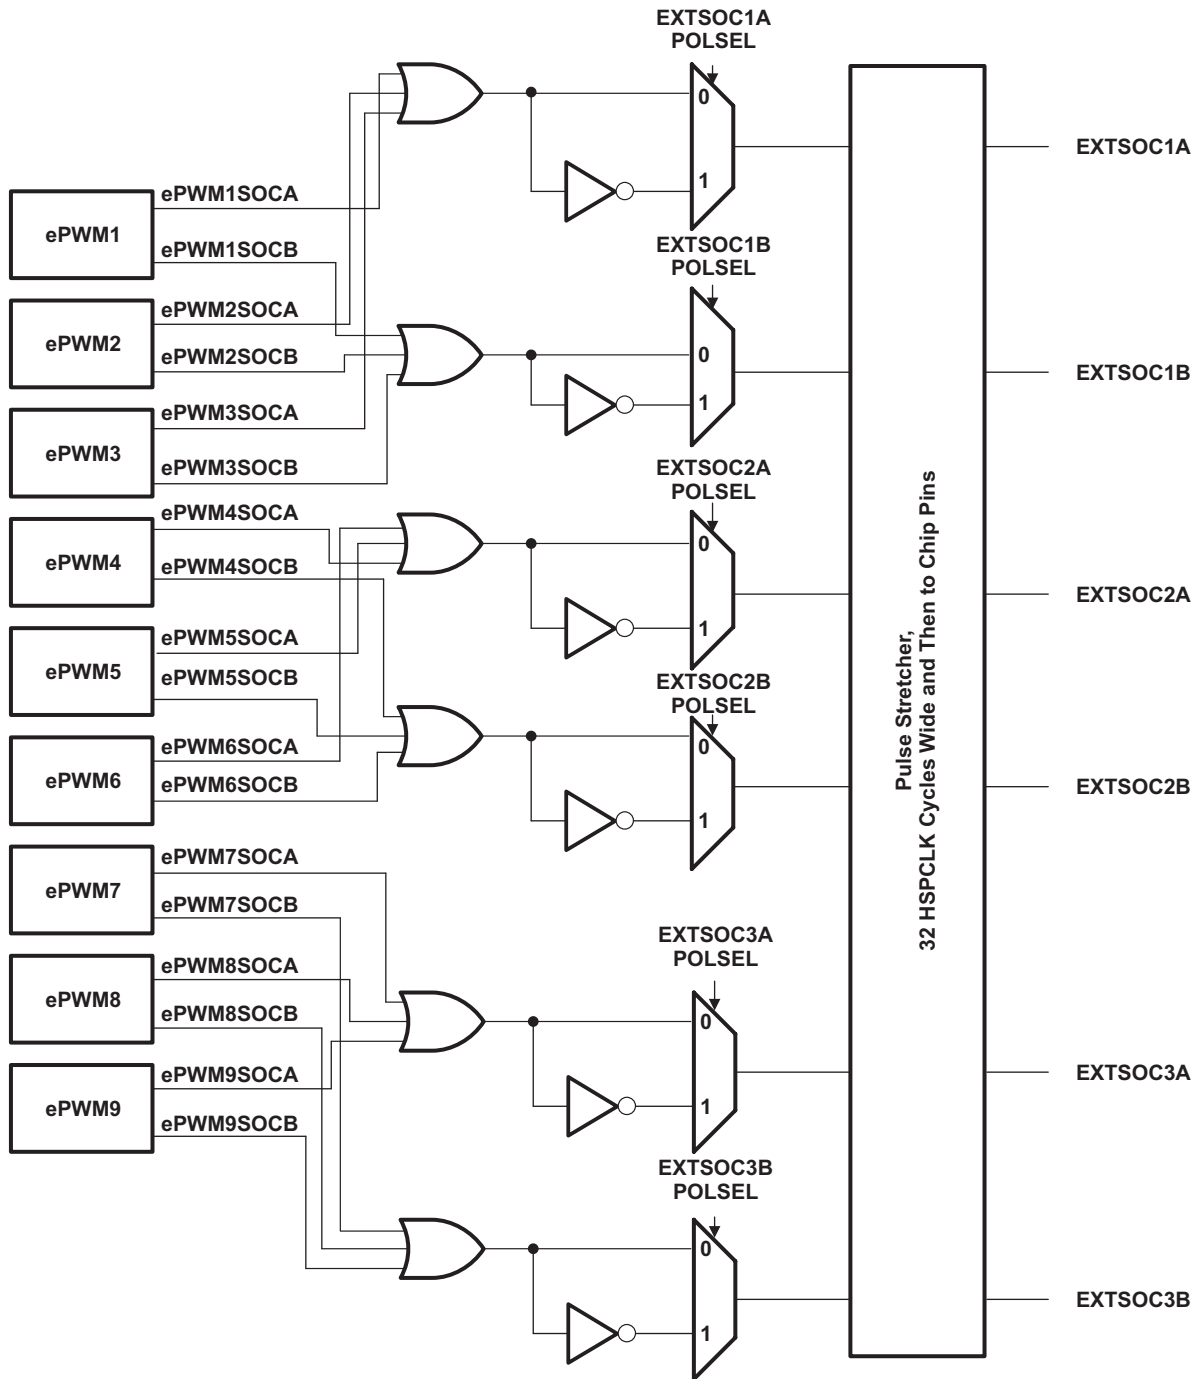 EXTSOC1A
POLSEL
0
1
EXTSOC1A
ePWM1
ePWM1SOCA
ePWM1SOCB
EXTSOC1B
POLSEL
0
1
EXTSOC1B
ePWM2
ePWM2SOCA
ePWM2SOCB
ePWM3
ePWM3SOCA
ePWM3SOCB
EXTSOC2A
POLSEL
0
1
EXTSOC2A
ePWM4
ePWM4SOCA
ePWM4SOCB
ePWM5
ePWM5SOCA
ePWM5SOCB
EXTSOC2B
POLSEL
0
1
EXTSOC2B
ePWM6
ePWM6SOCA
ePWM6SOCB
Pulse Stretcher,
32 HSPCLK Cycles Wide and Then to Chip Pins
ePWM7
ePWM7SOCA
ePWM7SOCB
EXTSOC3A
POLSEL
0
1
EXTSOC3A
ePWM8
ePWM8SOCA
ePWM8SOCB
ePWM9
ePWM9SOCA
ePWM9SOCB
EXTSOC3B
POLSEL
0
1
EXTSOC3B